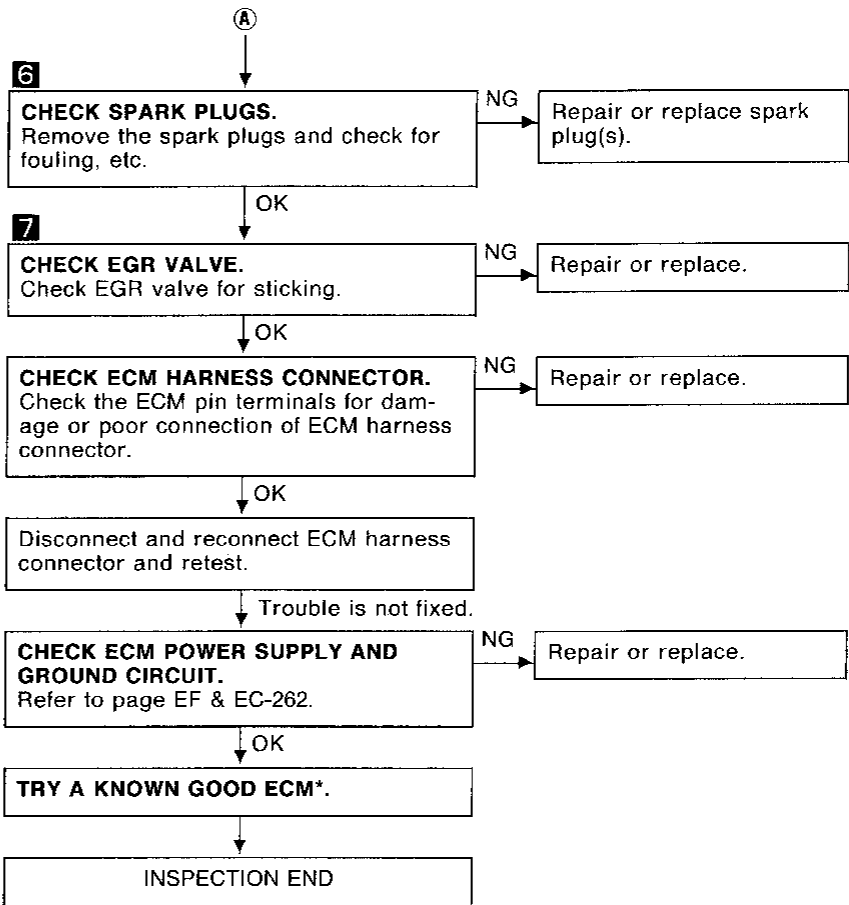 Ⓐ
6
CHECK SPARK PLUGS.
Remove the spark plugs and check for
fouling, etc.
NG
Repair or replace spark
plug(s).
OK
7
CHECK EGR VALVE.
Check EGR valve for sticking.
NG
Repair or replace.
OK
CHECK ECM HARNESS CONNECTOR.
Check the ECM pin terminals for dam-
age or poor connection of ECM harness
connector.
NG
Repair or replace.
OK
Disconnect and reconnect ECM harness
connector and retest.
Trouble is not fixed.
CHECK ECM POWER SUPPLY AND
GROUND CIRCUIT.
Refer to page EF & EC-262.
NG
Repair or replace.
OK
TRY A KNOWN GOOD ECM*.
INSPECTION END